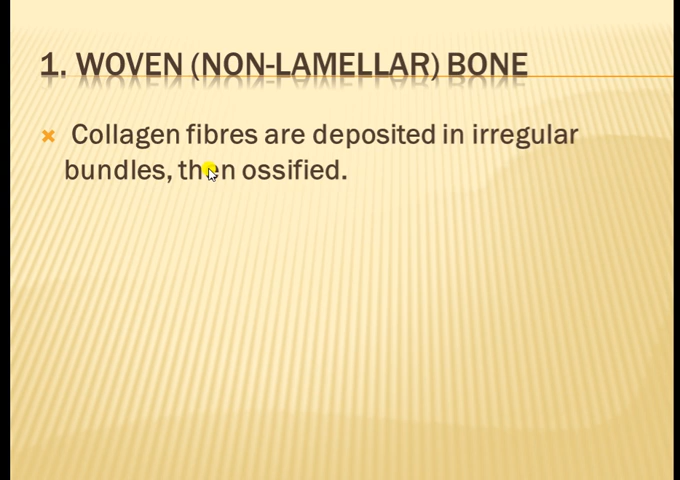 1. WOVEN (NON-LAMELLAR) BONE
Collagen fibres are deposited in irregular
bundles, then ossified.